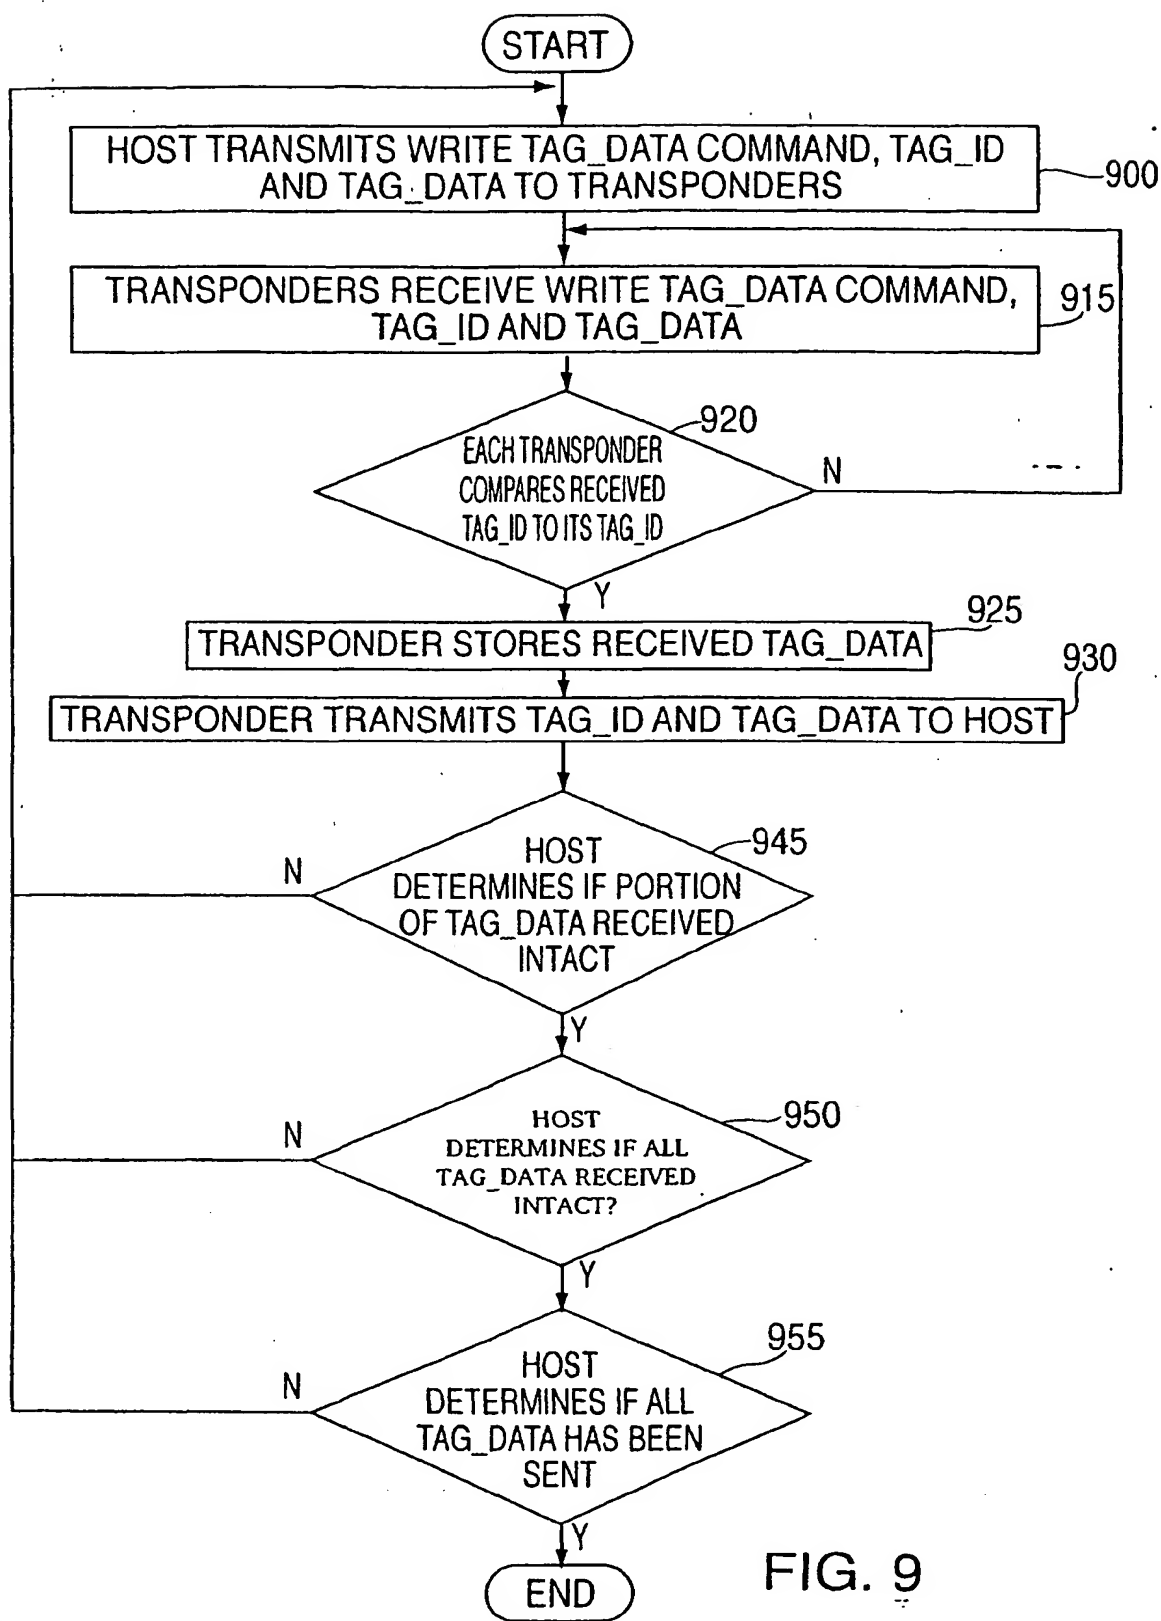 START
HOST TRANSMITS WRITE TAG_DATA COMMAND, TAG_ID
AND TAG_DATA TO TRANSPONDERS
900
TRANSPONDERS RECEIVE WRITE TAG_DATA COMMAND,
TAG_ID AND TAG_DATA
915
920
EACH TRANSPONDER
COMPARES RECEIVED
TAG_ID TO ITS TAG_ID
N
Y
925
TRANSPONDER STORES RECEIVED TAG_DATA
930
TRANSPONDER TRANSMITS TAG_ID AND TAG_DATA TO HOST
945
N
HOST
DETERMINES IF PORTION
OF TAG_DATA RECEIVED
INTACT
Y
950
N
HOST
DETERMINES IF ALL
TAG_DATA RECEIVED
INTACT?
Y
955
N
HOST
DETERMINES IF ALL
TAG_DATA HAS BEEN
SENT
Y
END
FIG. 9